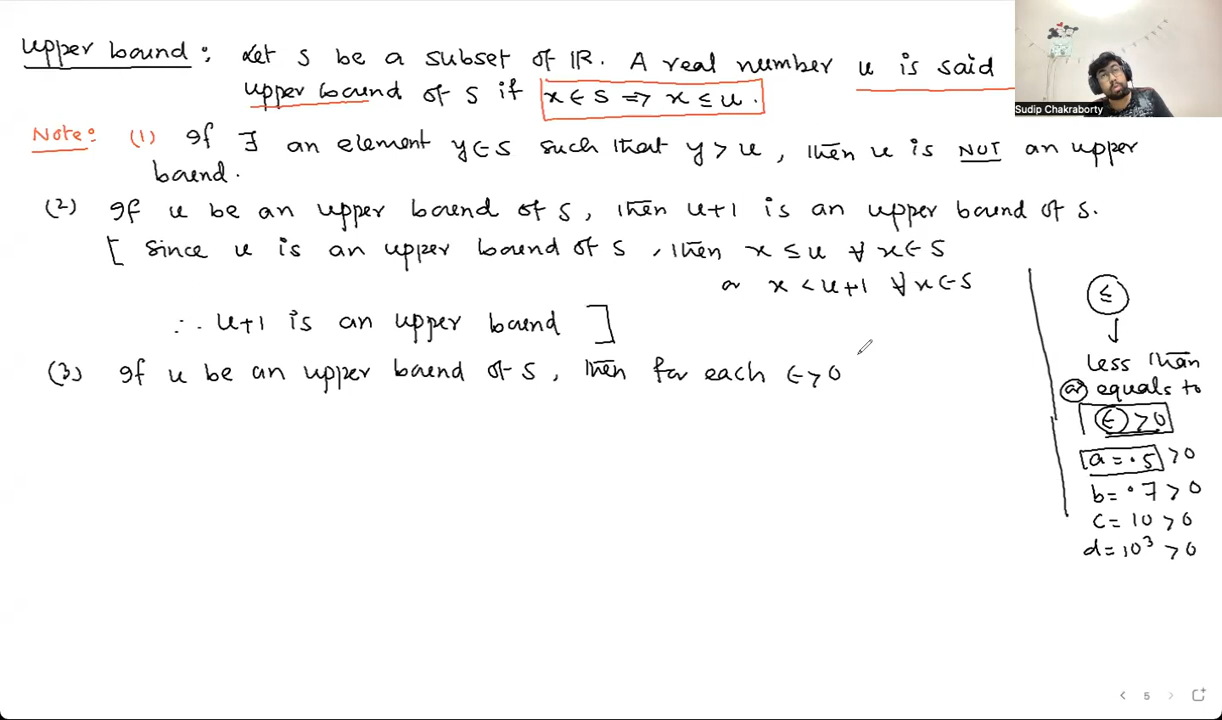 Upper bound : Let S be a subset of IR. A real number u is said
upper bound of S if x ∈ S ⇒ x ≤ u.
Note: (1) If ∃ an element y ∈ S such that y > u, then u is NOT an upper
bound.
(2) If u be an upper bound of S, then u+1 is an upper bound of S.
[ Since u is an upper bound of S, then x ≤ u ∀ x ∈ S
or x < u+1 ∀ x ∈ S
∴ u+1 is an upper bound ]
(3) If u be an upper bound of S, then for each ϵ > 0
≤
↓
less than
or equals to
ϵ > 0
a = .5 > 0
b = .7 > 0
c = 10 > 0
d = 10³ > 0
Sudip Chakraborty
5